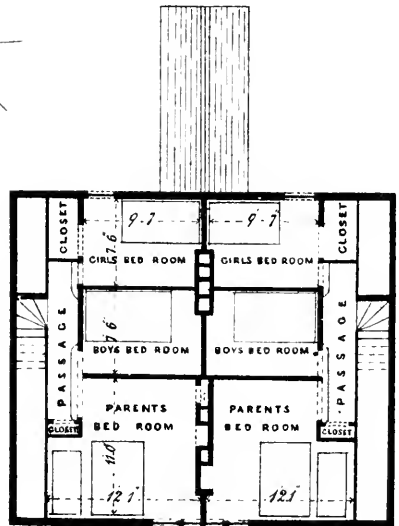 CLOSET
CLOSET
9.7
9.7
7.6"
GIRLS BED ROOM
GIRLS BED ROOM
PASSAGE
PASSAGE
7.6"
BOYS BED ROOM
BOYS BED ROOM
PARENTS
BED ROOM
PARENTS
BED ROOM
CLOSET
CLOSET
11.0"
12.1"
12.1"